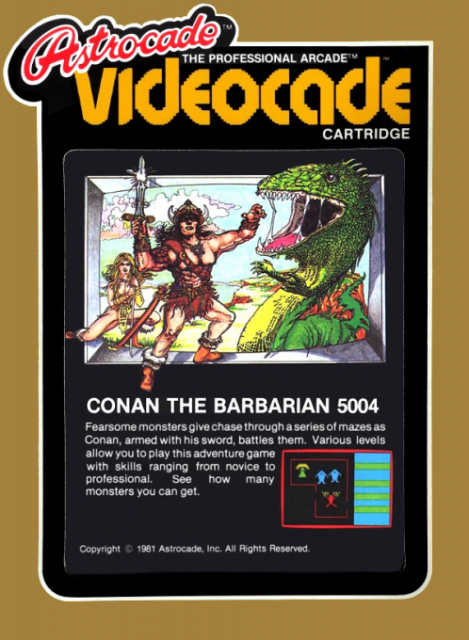 Astrocade™
THE PROFESSIONAL ARCADE™
VIDEOCADE™
CARTRIDGE
CONAN THE BARBARIAN 5004
Fearsome monsters give chase through a series of mazes as
Conan, armed with his sword, battles them. Various levels
allow you to play this adventure game
with skills ranging from novice to
professional. See how many
monsters you can get.
Copyright © 1981 Astrocade, Inc. All Rights Reserved.